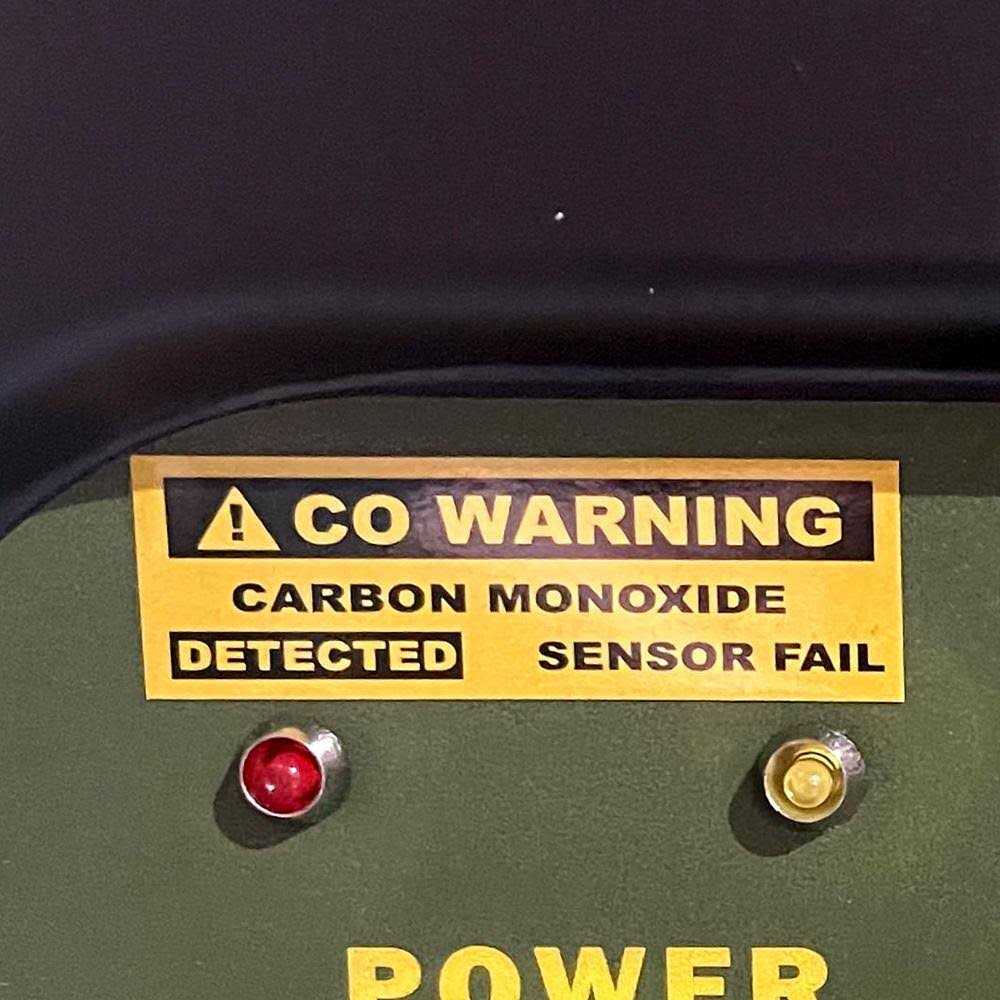 CO WARNING
CARBON MONOXIDE
DETECTED SENSOR FAIL
POWER